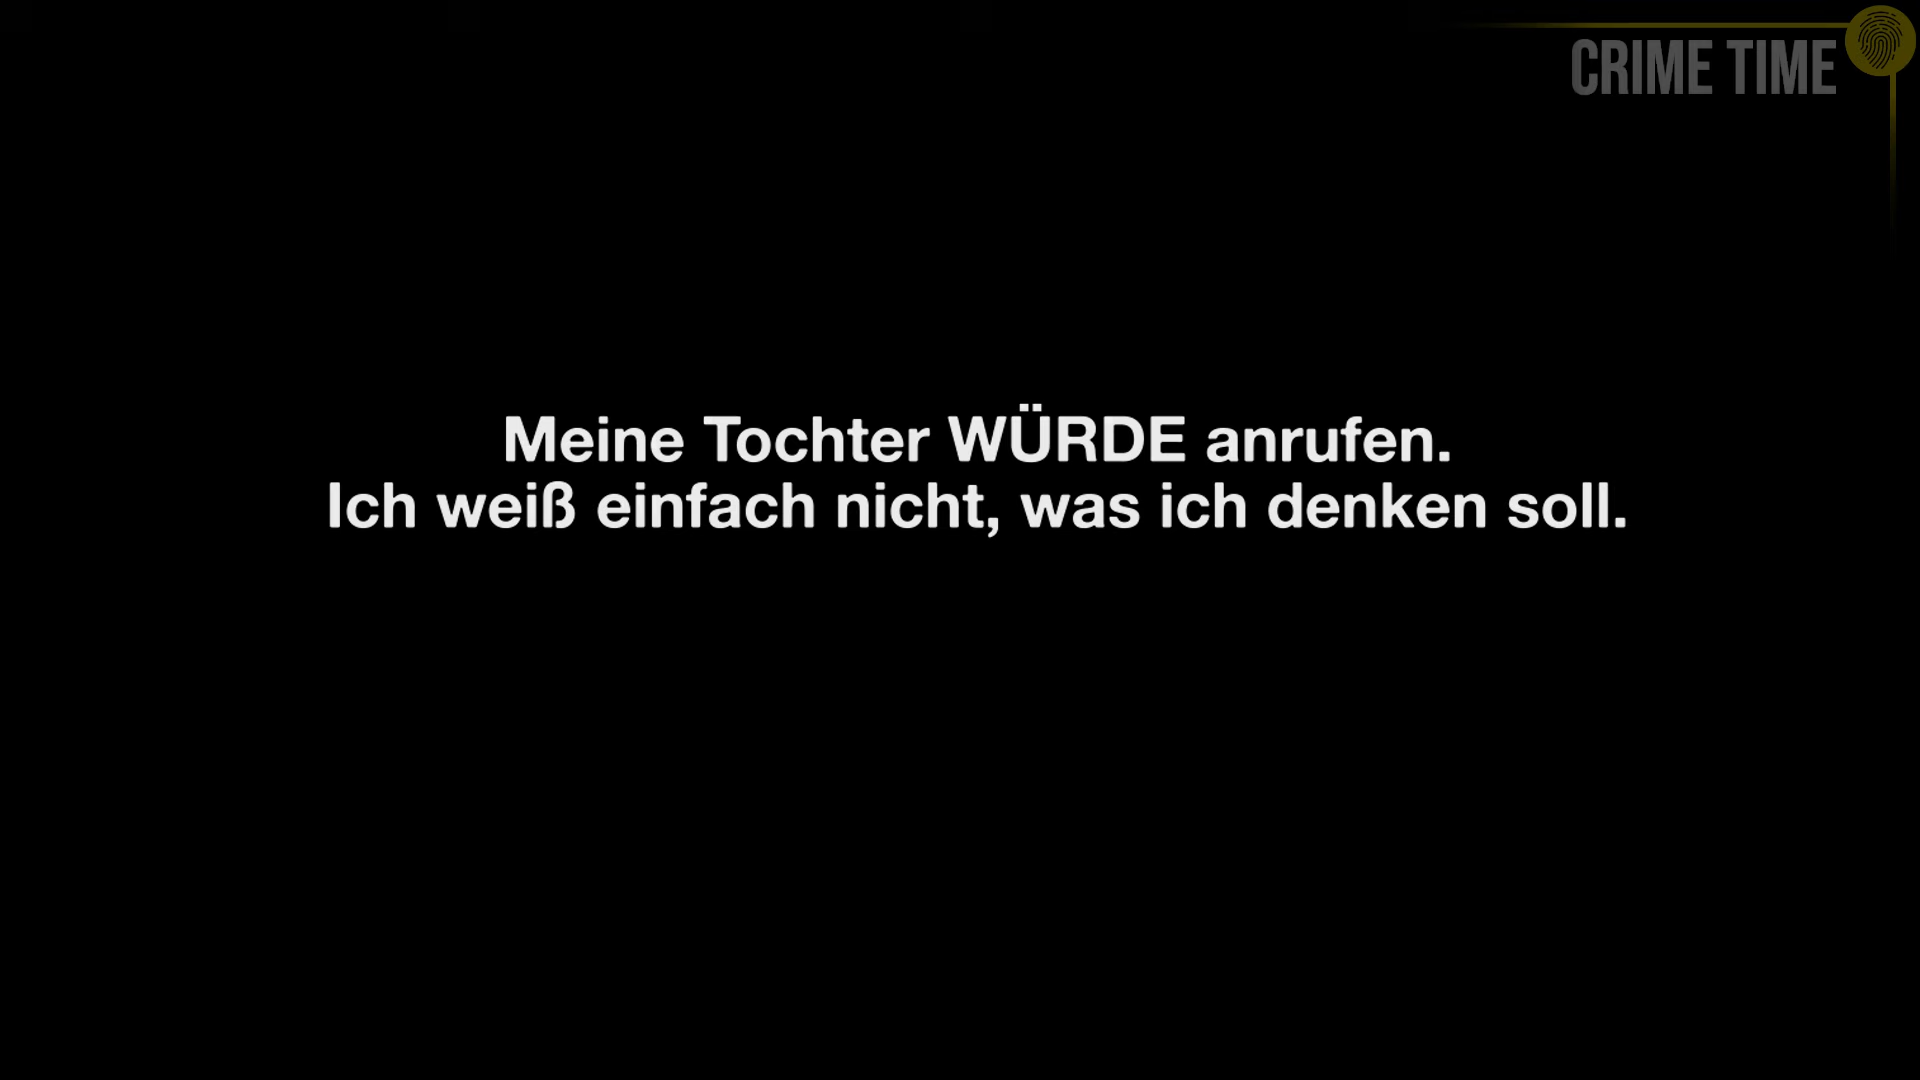 CRIME TIME
Meine Tochter WÜRDE anrufen.
Ich weiß einfach nicht, was ich denken soll.